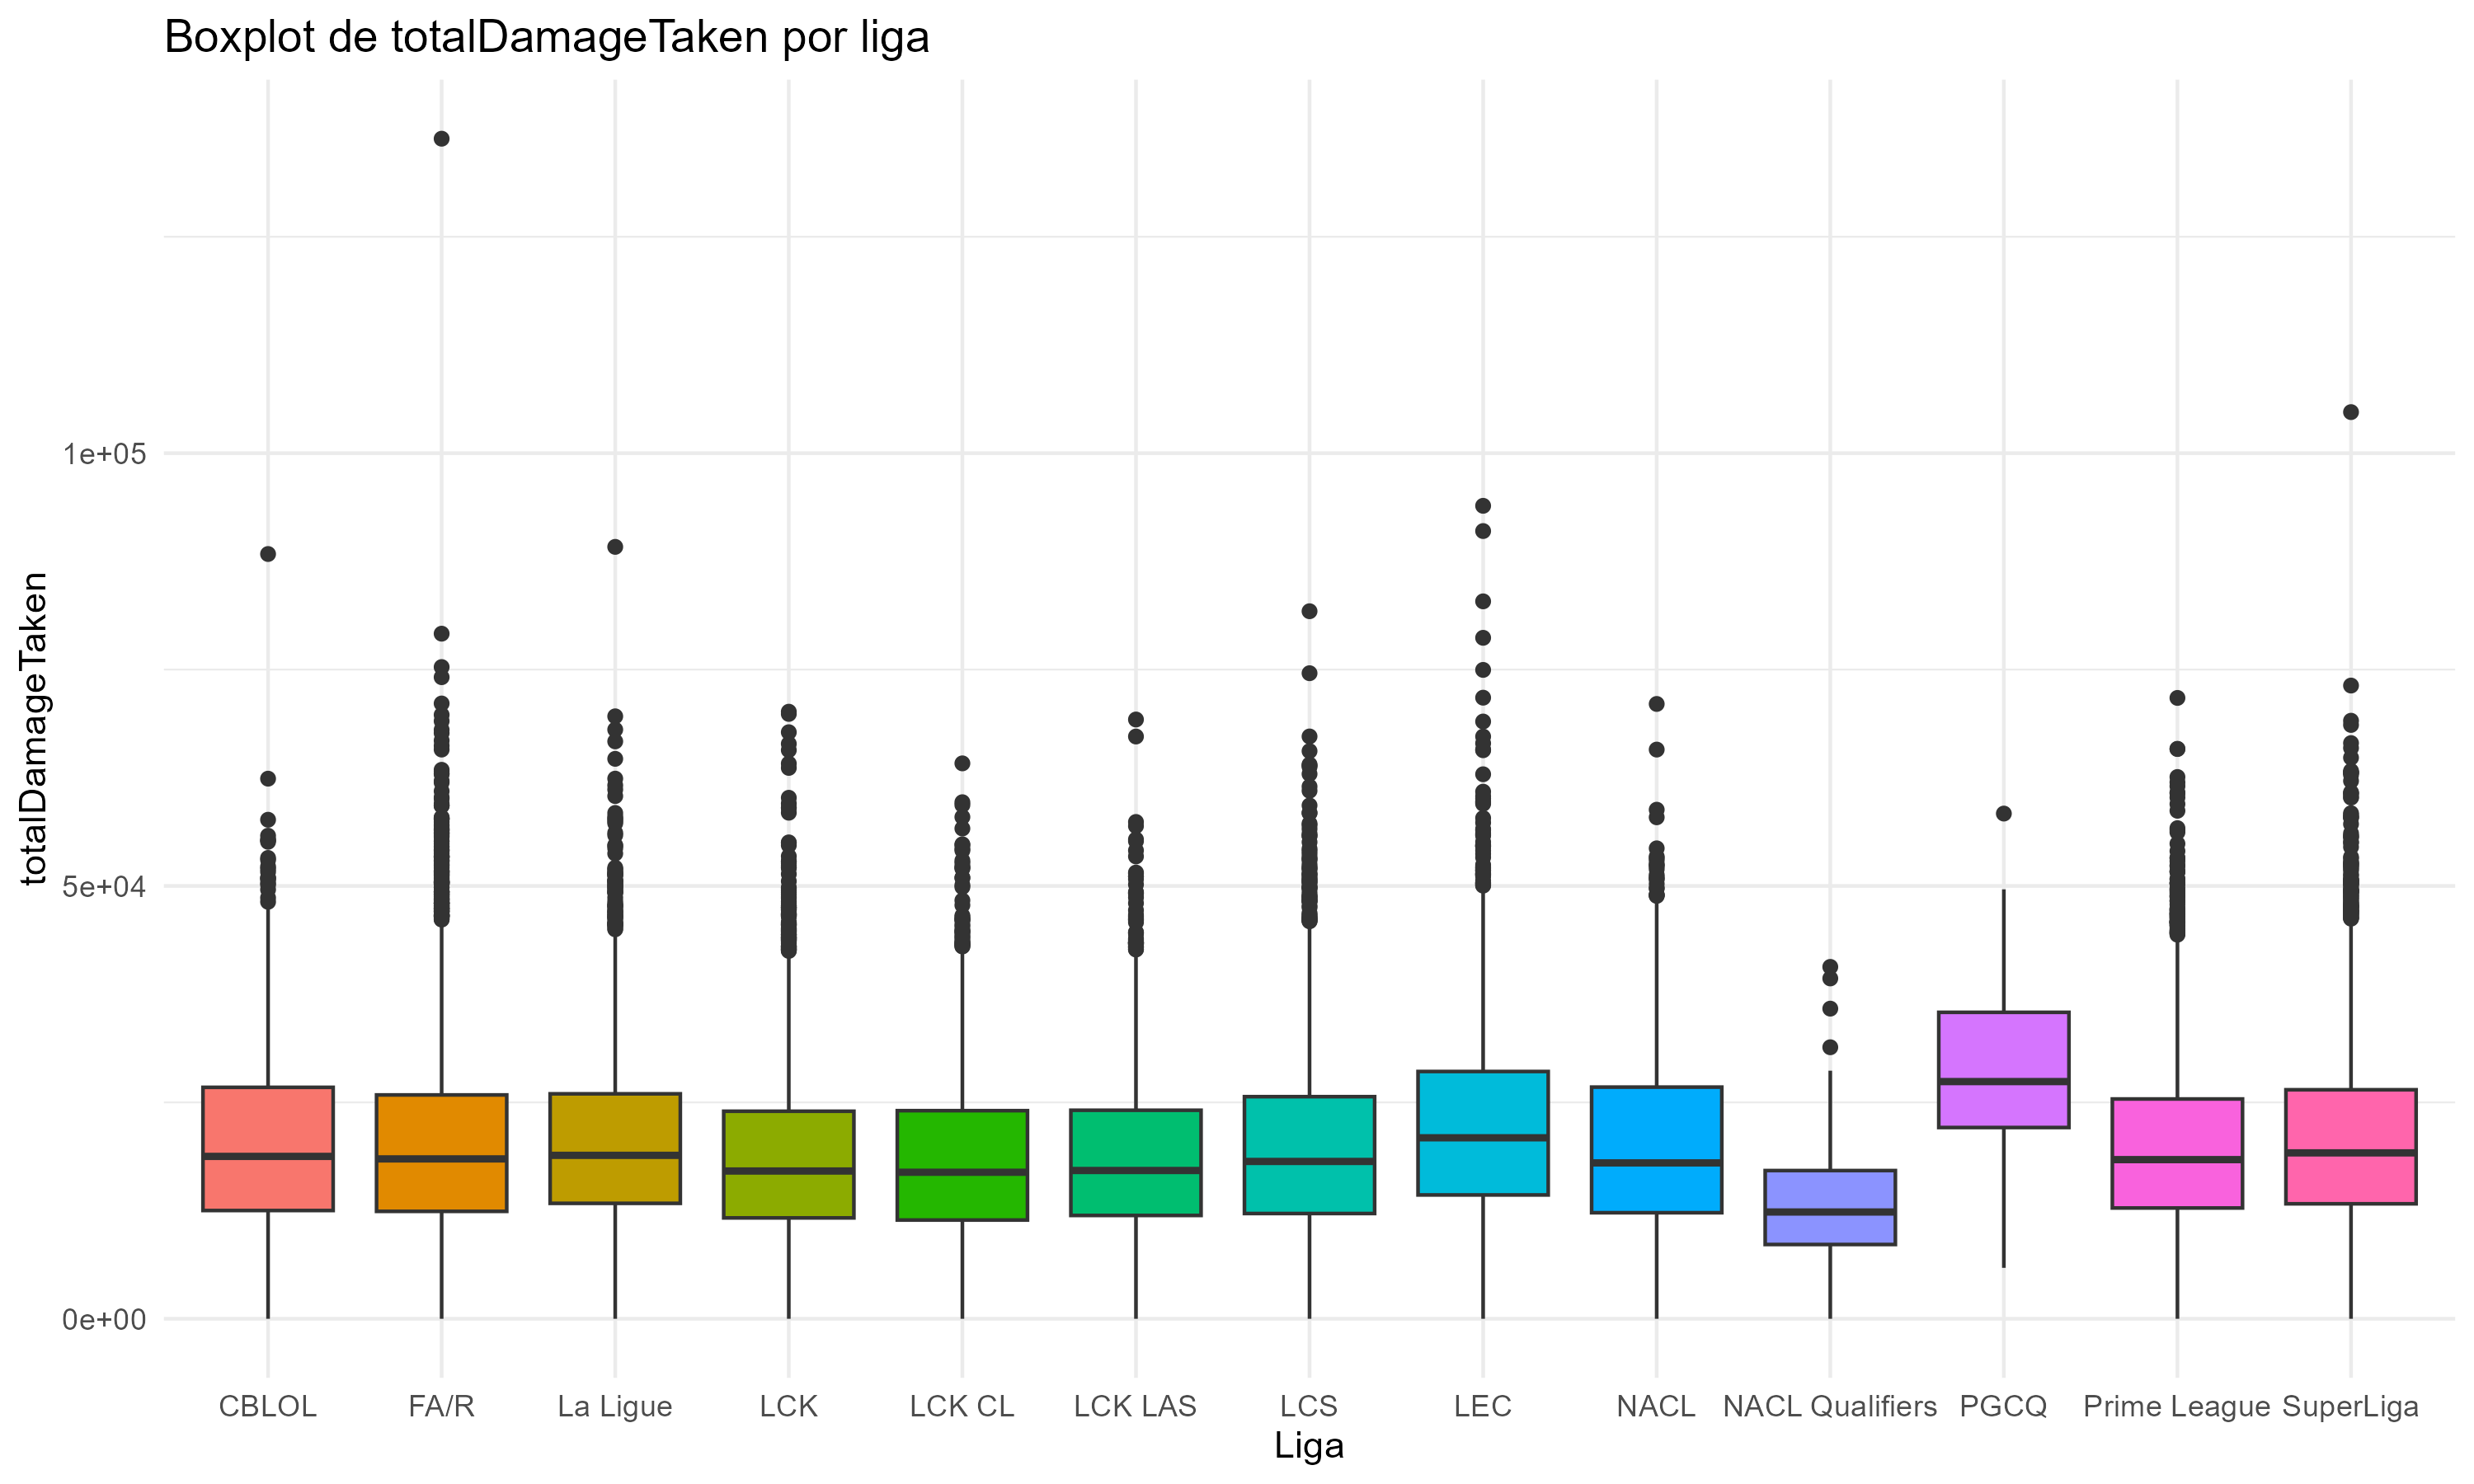 Boxplot de totalDamageTaken por liga
totalDamageTaken
1e+05
5e+04
0e+00
CBLOL FA/R La Ligue LCK LCK CL LCK LAS LCS LEC NACL NACL Qualifiers PGCQ Prime League SuperLiga
Liga